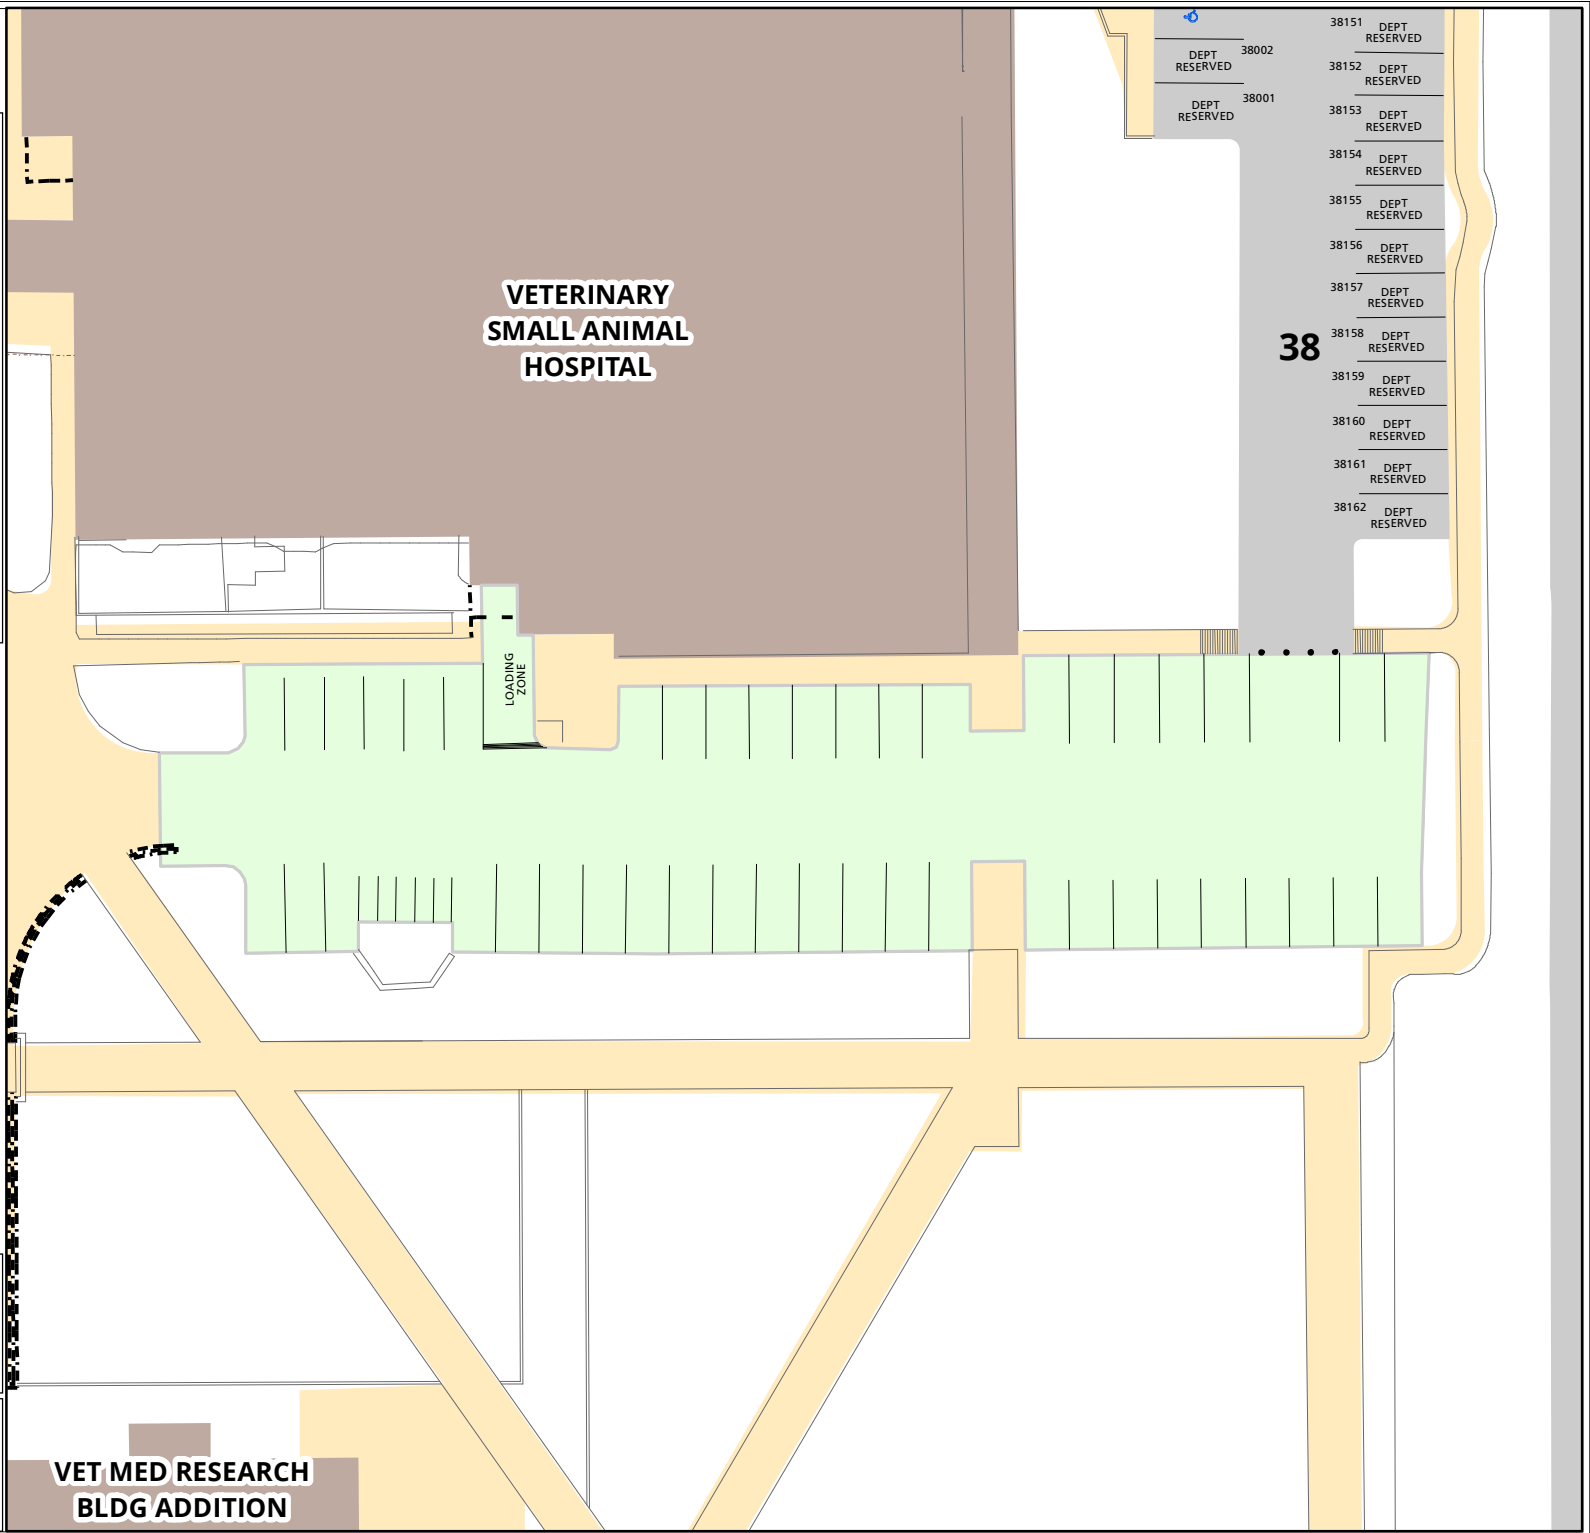 38151
DEPT
RESERVED
38002
DEPT
RESERVED
38152
DEPT
RESERVED
38001
DEPT
RESERVED
38153
DEPT
RESERVED
38154
DEPT
RESERVED
38155
DEPT
RESERVED
38156
DEPT
RESERVED
38157
DEPT
RESERVED
VETERINARY
SMALL ANIMAL
HOSPITAL
38
38158
DEPT
RESERVED
38159
DEPT
RESERVED
38160
DEPT
RESERVED
38161
DEPT
RESERVED
38162
DEPT
RESERVED
LOADING
ZONE
VET MED RESEARCH
BLDG ADDITION